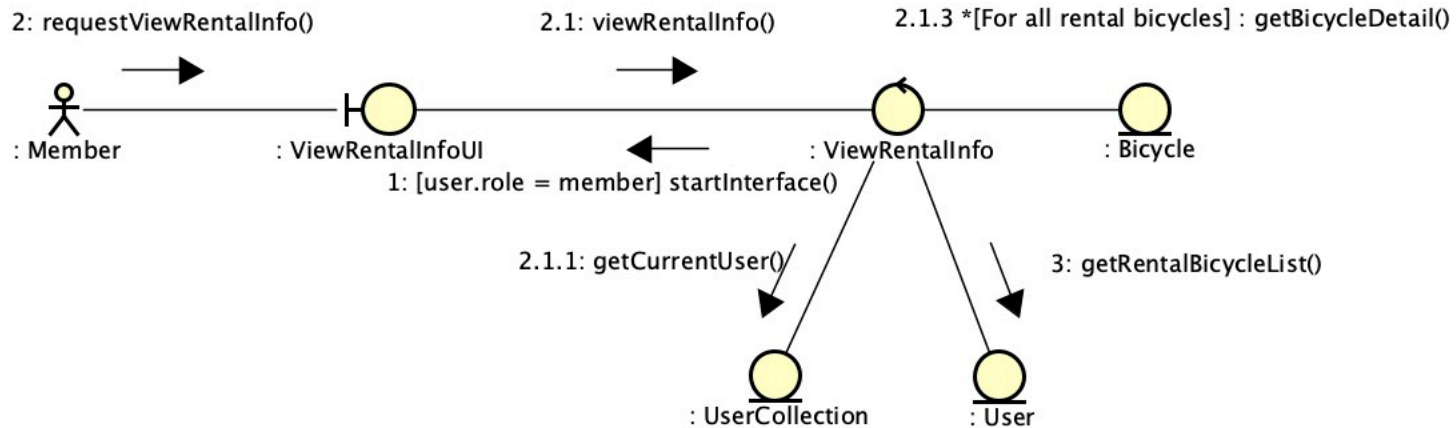 2: requestViewRentalInfo()
2.1: viewRentalInfo()
2.1.3 *[For all rental bicycles] : getBicycleDetail()
: Member
: ViewRentalInfoUI
: ViewRentalInfo
: Bicycle
1: [user.role = member] startInterface()
2.1.1: getCurrentUser()
3: getRentalBicycleList()
: UserCollection
: User